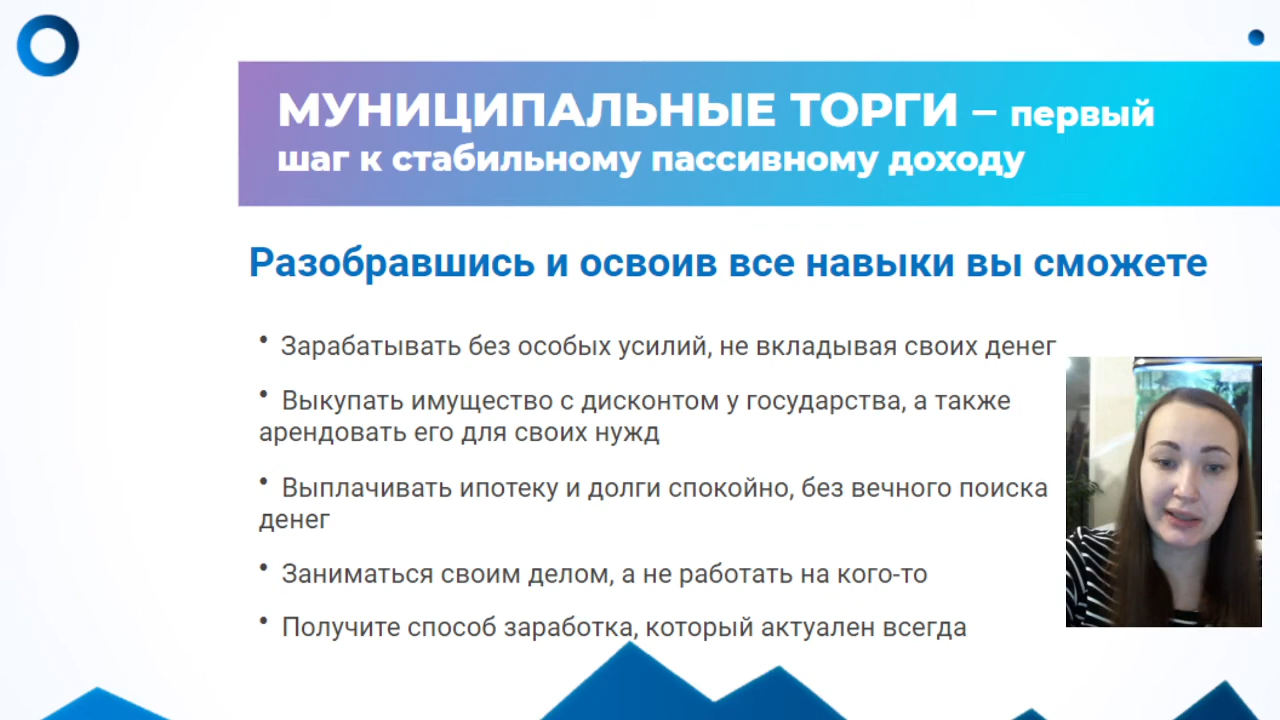 МУНИЦИПАЛЬНЫЕ ТОРГИ – первый
шаг к стабильному пассивному доходу
Разобравшись и освоив все навыки вы сможете
• Зарабатывать без особых усилий, не вкладывая своих денег
• Выкупать имущество с дисконтом у государства, а также
арендовать его для своих нужд
• Выплачивать ипотеку и долги спокойно, без вечного поиска
денег
• Заниматься своим делом, а не работать на кого-то
• Получите способ заработка, который актуален всегда